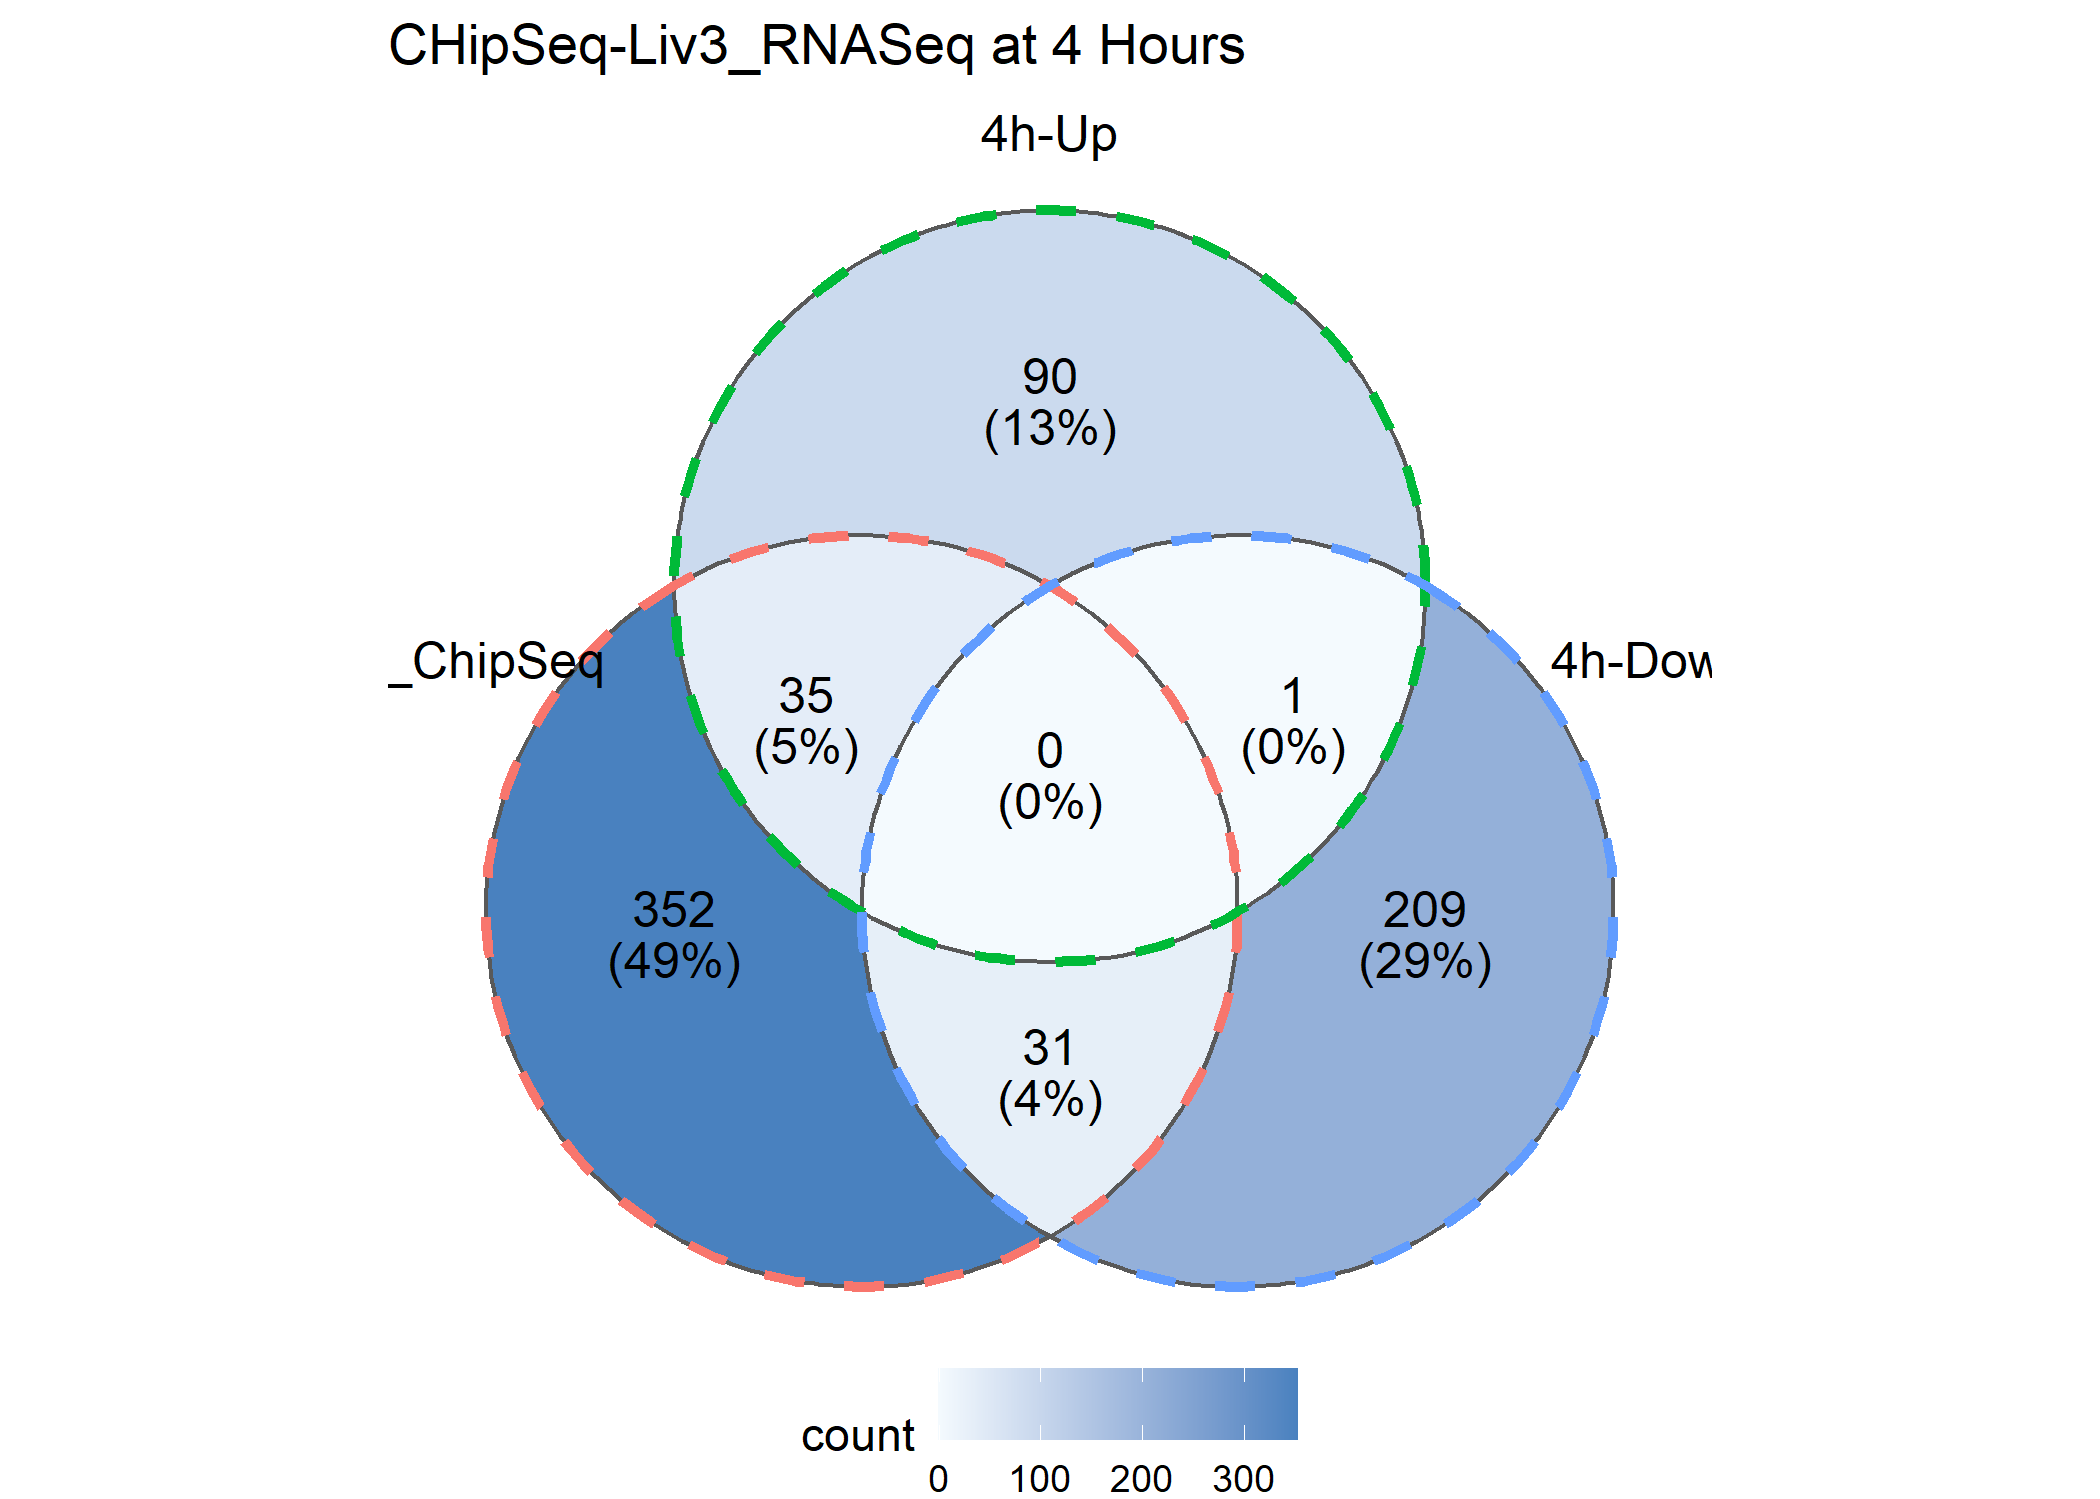 CHipSeq-Liv3_RNASeq at 4 Hours
4h-Up
90
(13%)
_ChipSeq
4h-Dow
35
(5%)
1
(0%)
0
(0%)
352
(49%)
209
(29%)
31
(4%)
count
0 100 200 300